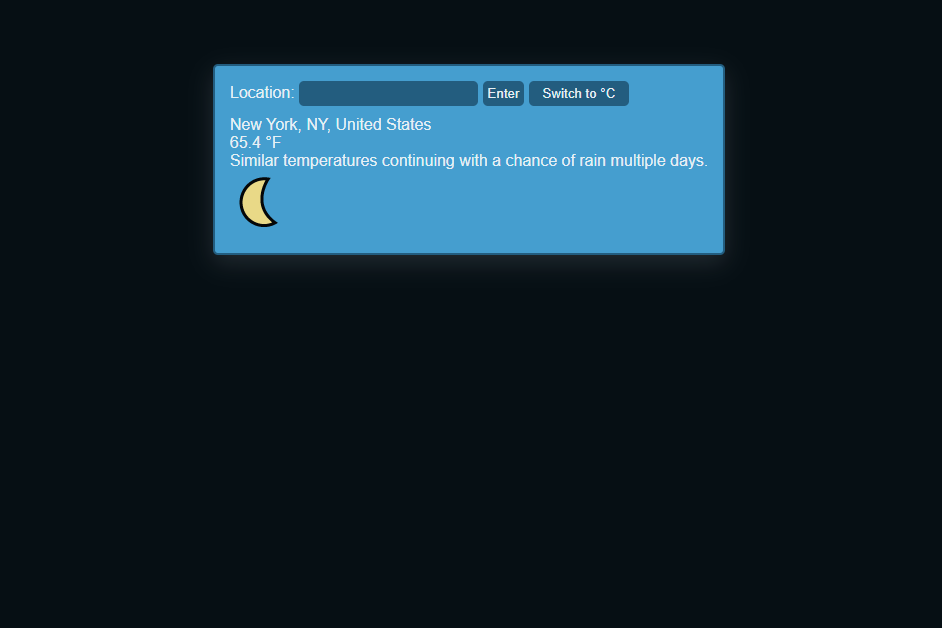 Location: Enter Switch to °C
New York, NY, United States
65.4 °F
Similar temperatures continuing with a chance of rain multiple days.